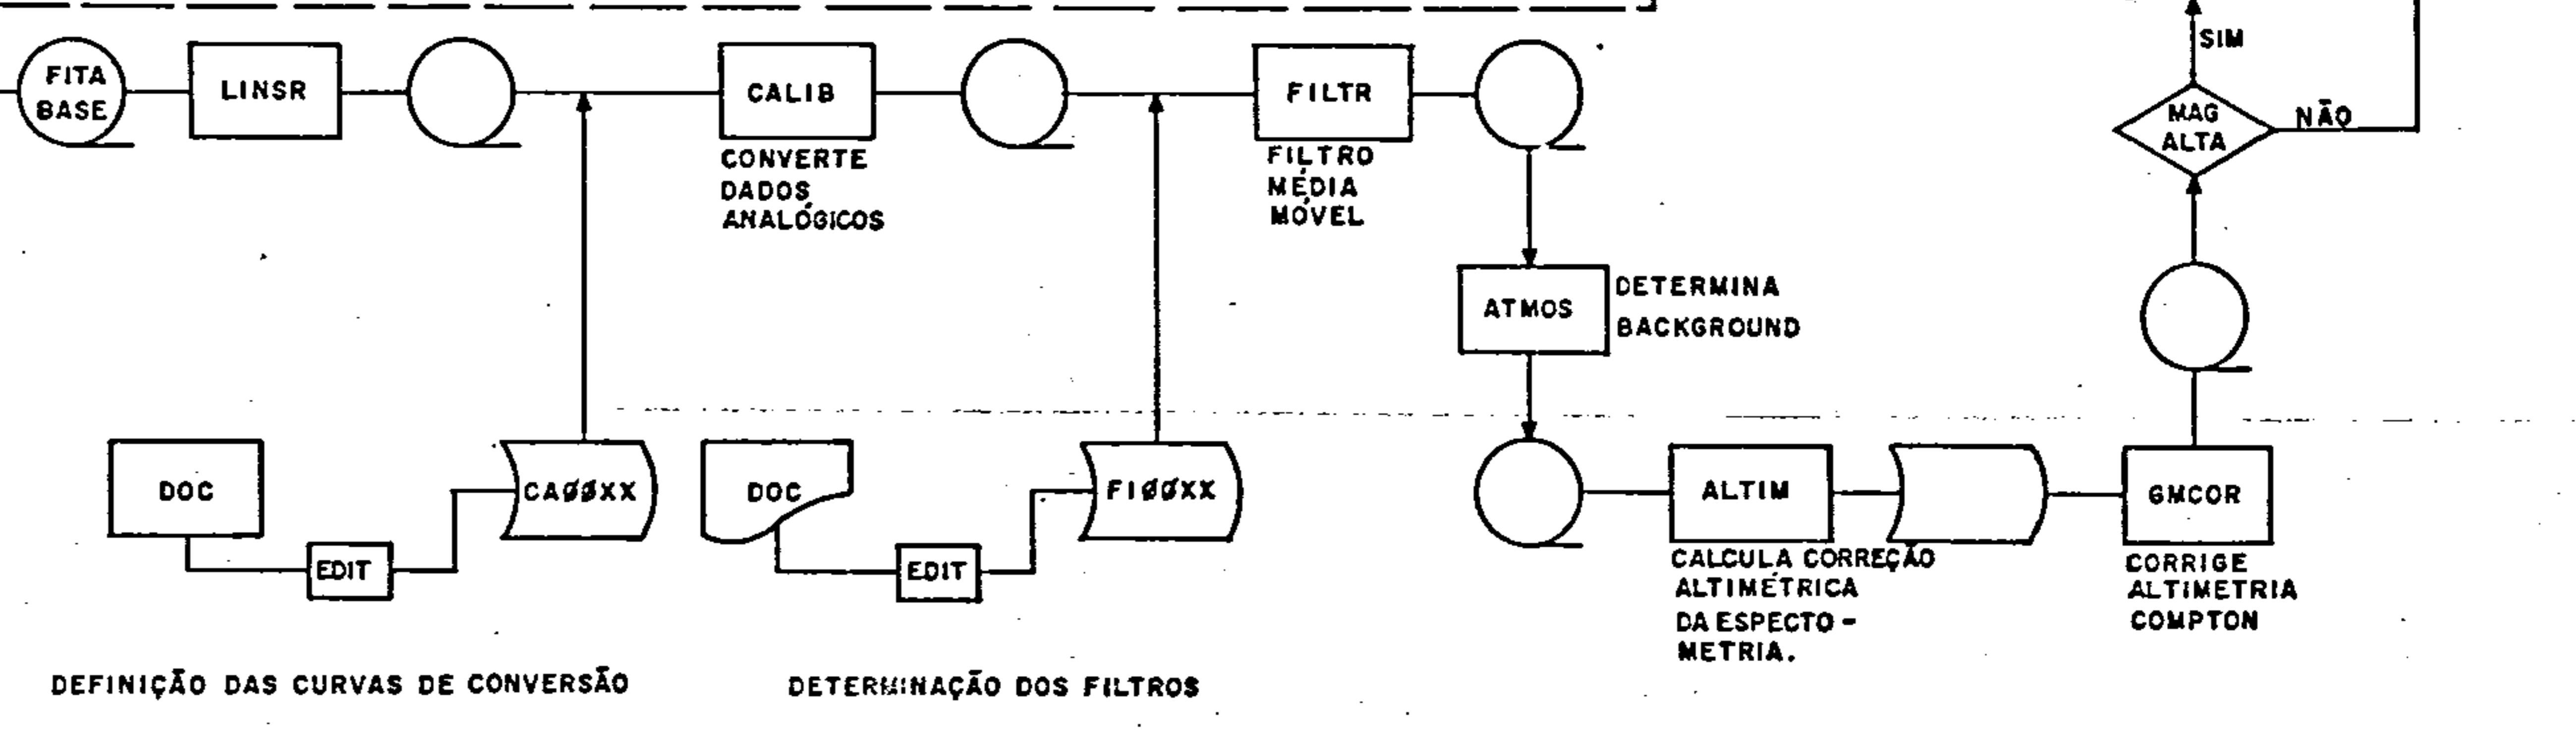 FITA
BASE
LINSR
CALIB
CONVERTE
DADOS
ANALÓGICOS
FILTR
FILTRO
MÉDIA
MÓVEL
SIM
MAG
ALTA
NÃO
ATMOS
DETERMINA
BACKGROUND
DOC
EDIT
CAØØXX
DOC
EDIT
FIØØXX
ALTIM
CALCULA CORREÇÃO
ALTIMÉTRICA
DA ESPECTO-
METRIA.
GMCOR
CORRIGE
ALTIMETRIA
COMPTON
DEFINIÇÃO DAS CURVAS DE CONVERSÃO
DETERMINAÇÃO DOS FILTROS